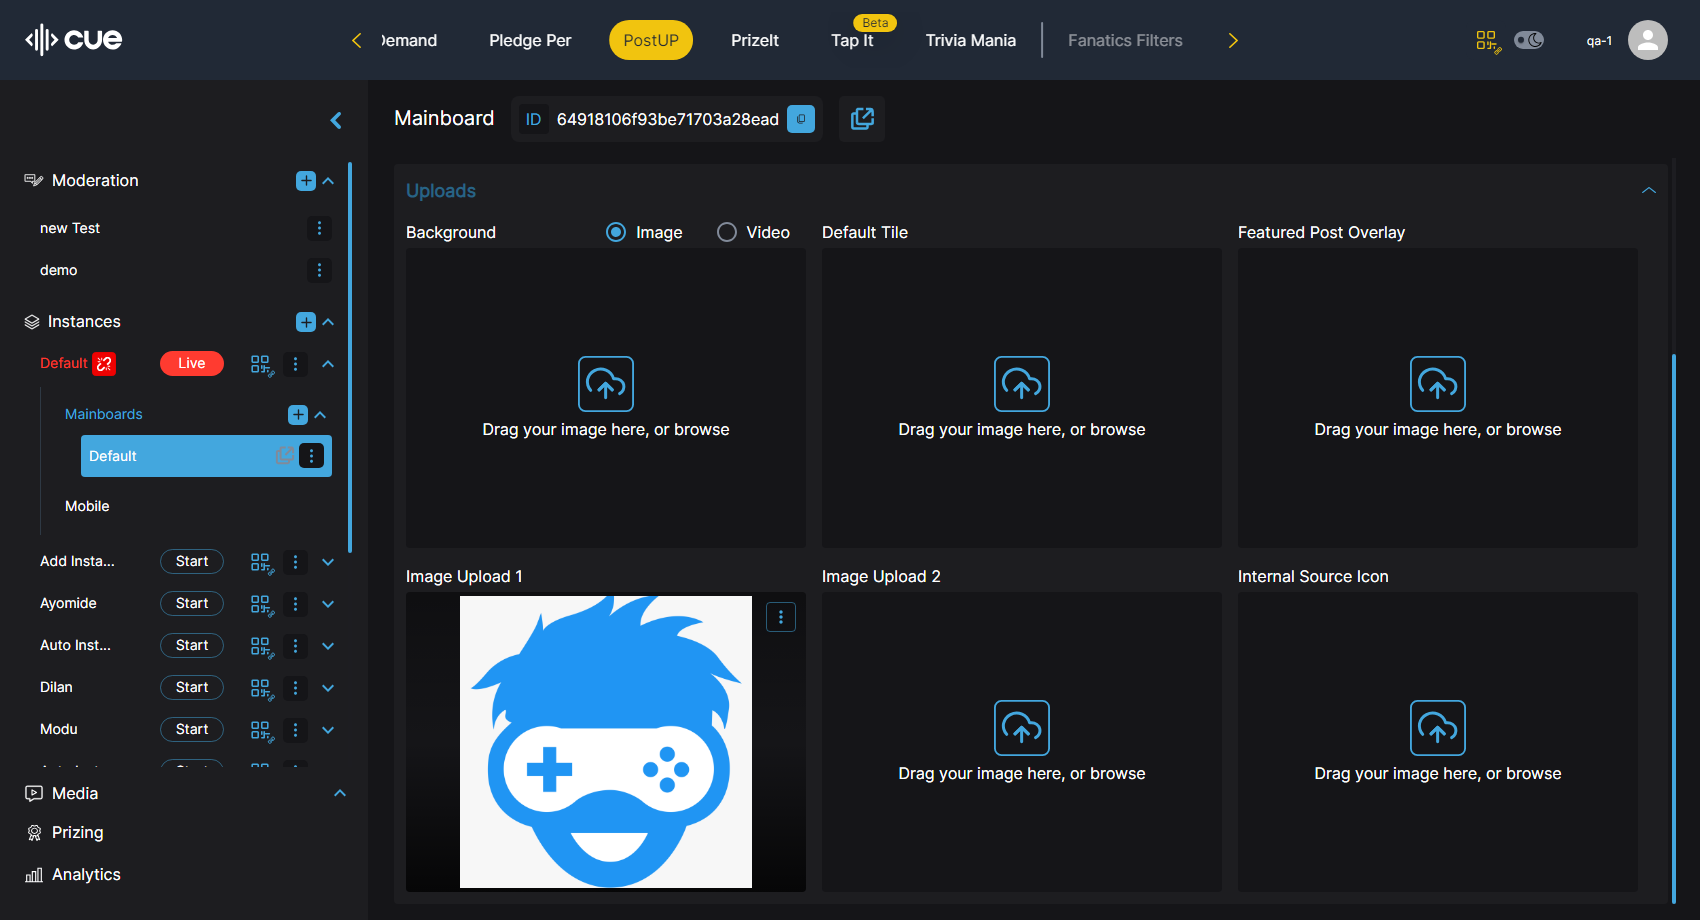 cue
Demand
Pledge Per
PostUP
PrizeIt
Beta
Tap It
Trivia Mania
Fanatics Filters
qa-1
Mainboard
ID 64918106f93be71703a28ead
Moderation
new Test
demo
Instances
Default Live
Mainboards
Default
Mobile
Add Insta... Start
Ayomide Start
Auto Inst... Start
Dilan Start
Modu Start
Media
Prizing
Analytics
Uploads
Background Image Video
Default Tile
Featured Post Overlay
Drag your image here, or browse
Drag your image here, or browse
Drag your image here, or browse
Image Upload 1
Image Upload 2
Internal Source Icon
Drag your image here, or browse
Drag your image here, or browse